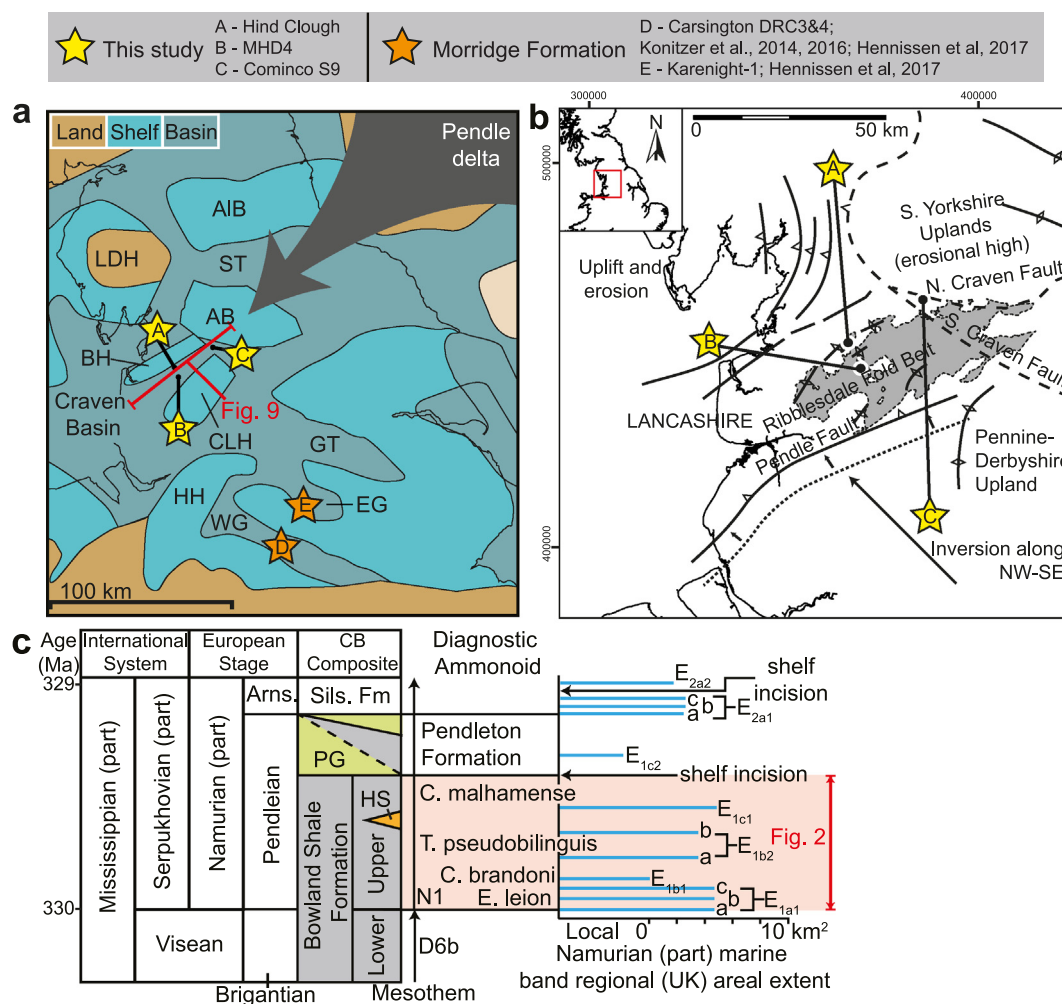 This study
A - Hind Clough
B - MHD4
C - Cominco S9
Morridge Formation
D - Carsington DRC3&4;
Konitzer et al., 2014, 2016; Hennissen et al, 2017
E - Karenight-1; Hennissen et al, 2017
a
Land Shelf Basin
Pendle
delta
AlB
LDH
ST
AB
A
BH
C
Craven
Basin
Fig. 9
B
CLH
GT
HH
E
EG
WG
D
100 km
b
300000
400000
0 50 km
N
500000
A
S. Yorkshire
Uplands
(erosional high)
Uplift and
erosion
N. Craven Fault
S. Craven Fault
B
LANCASHIRE
Ribblesdale Fold Belt
Pendle Fault
Pennine-
Derbyshire
Upland
C
400000
Inversion along
NW-SE
c
Age
(Ma)
International
System
European
Stage
CB
Composite
Diagnostic
Ammonoid
329
Arns.
Sils. Fm
E2a2
shelf
incision
c
b
a
E2a1
Mississippian (part)
Serpukhovian (part)
Namurian (part)
Pendleian
PG
Pendleton
Formation
E1c2
shelf incision
Bowland Shale
Formation
HS
Upper
C. malhamense
E1c1
T. pseudobilinguis
b
a
E1b2
Fig. 2
C. brandoni
E1b1
N1
E. leion
c
b
a
E1a1
330
Visean
Lower
D6b
Brigantian
Mesothem
Local 0 10 km2
Namurian (part) marine
band regional (UK) areal extent